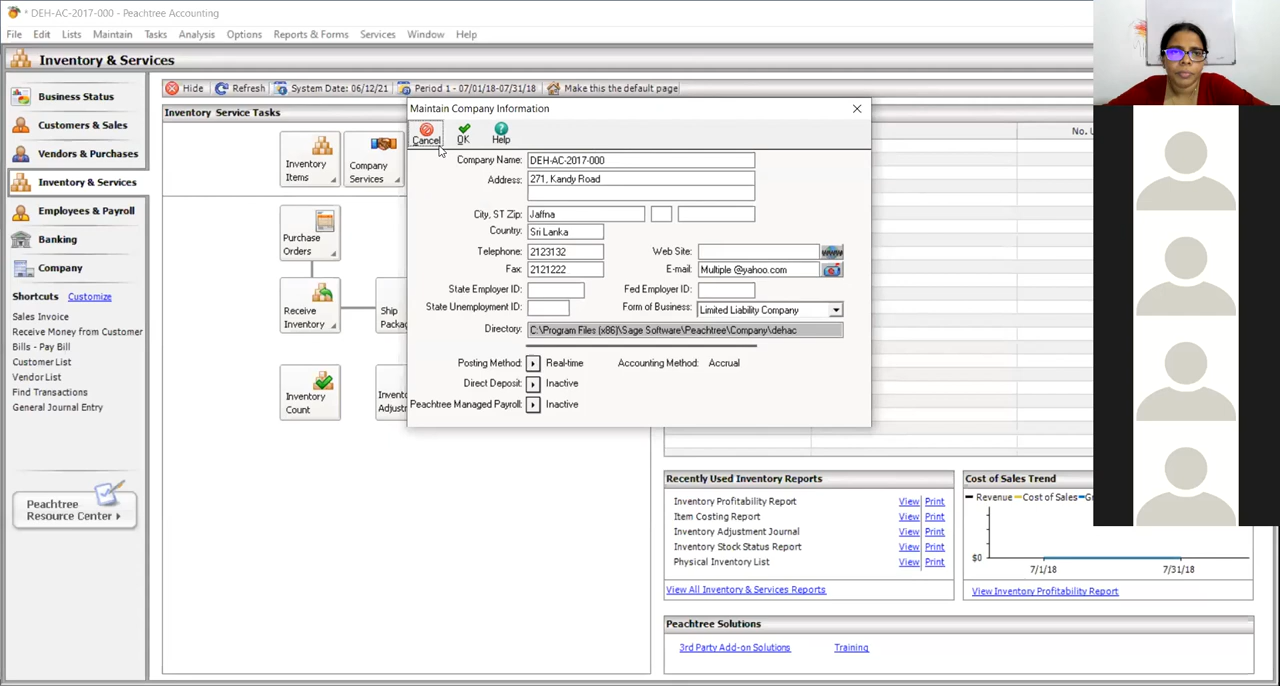 * DEH-AC-2017-000 - Peachtree Accounting
File Edit Lists Maintain Tasks Analysis Options Reports & Forms Services Window Help
Inventory & Services
Business Status
Customers & Sales
Vendors & Purchases
Inventory & Services
Employees & Payroll
Banking
Company
Shortcuts Customize
Sales Invoice
Receive Money from Customer
Bills - Pay Bill
Customer List
Vendor List
Find Transactions
General Journal Entry
Peachtree
Resource Center
Hide Refresh System Date: 06/12/21 Period 1 - 07/01/18-07/31/18 Make this the default page
Inventory Service Tasks
Inventory
Items
Company
Services
Purchase
Orders
Receive
Inventory
Ship
Packag
Inventory
Count
Invent
Adjust
Maintain Company Information
Cancel OK Help
Company Name: DEH-AC-2017-000
Address: 271, Kandy Road
City, ST Zip: Jaffna
Country: Sri Lanka
Telephone: 2123132 Web Site:
Fax: 2121222 E-mail: Multiple @yahoo.com
State Employer ID: Fed Employer ID:
State Unemployment ID: Form of Business: Limited Liability Company
Directory: C:\Program Files (x86)\Sage Software\Peachtree\Company\dehac
Posting Method: Real-time Accounting Method: Accrual
Direct Deposit: Inactive
Peachtree Managed Payroll: Inactive
No. U
Recently Used Inventory Reports
Inventory Profitability Report View Print
Item Costing Report View Print
Inventory Adjustment Journal View Print
Inventory Stock Status Report View Print
Physical Inventory List View Print
View All Inventory & Services Reports
Cost of Sales Trend
Revenue Cost of Sales Gr
$0
7/1/18 7/31/18
View Inventory Profitability Report
Peachtree Solutions
3rd Party Add-on Solutions Training